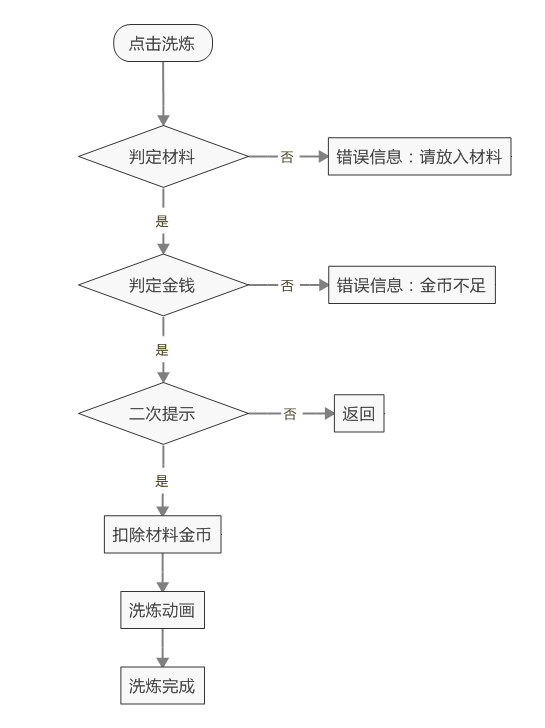 点击洗炼
判定材料
否
错误信息：请放入材料
是
判定金钱
否
错误信息：金币不足
是
二次提示
否
返回
是
扣除材料金币
洗炼动画
洗炼完成